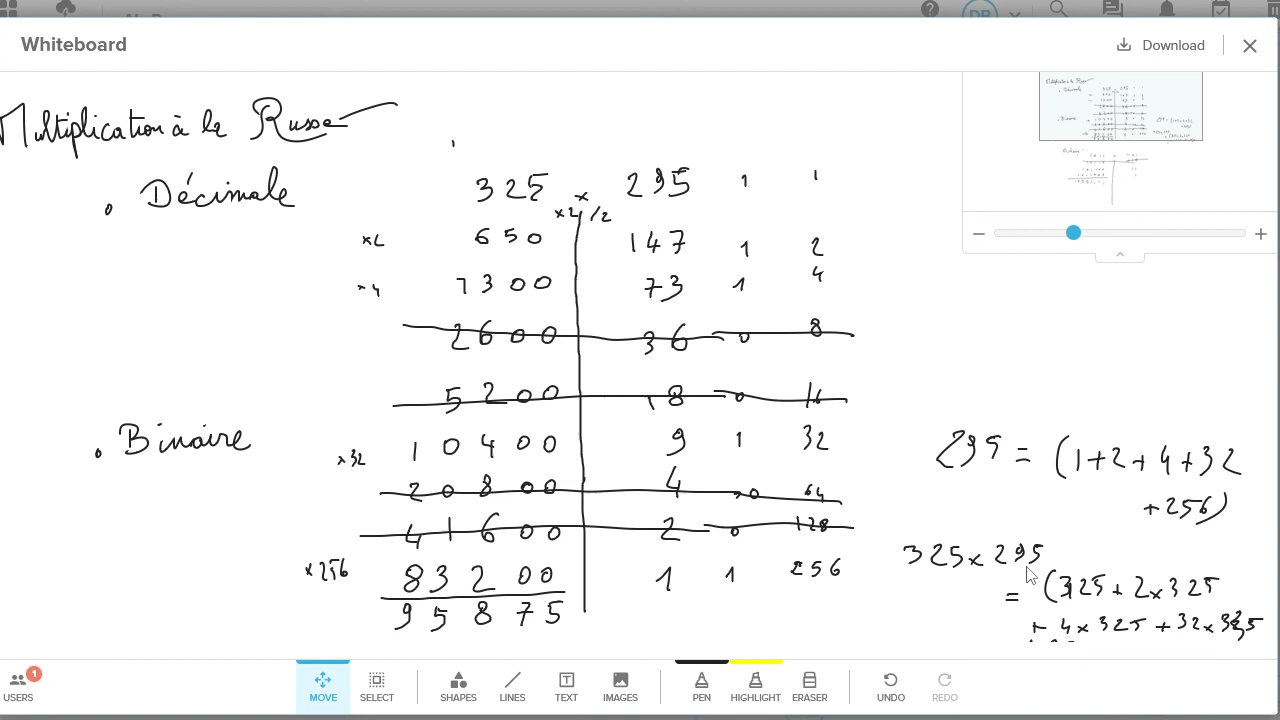 Whiteboard
Download
Multiplication à la Russe
• Décimale
325 × 295 1 1
×2 /2
×2 650 147 1 2
×4 1300 73 1 4
2600 36 0 8
5200 18 0 16
• Binaire
×32 10400 9 1 32
20800 4 0 64
41600 2 0 128
×256 83200 1 1 256
95875
295 = (1+2+4+32
+256)
325×295
= (325+2×325
+ 4×325 + 32×325
1
USERS
MOVE
SELECT
SHAPES
LINES
TEXT
IMAGES
PEN
HIGHLIGHT
ERASER
UNDO
REDO